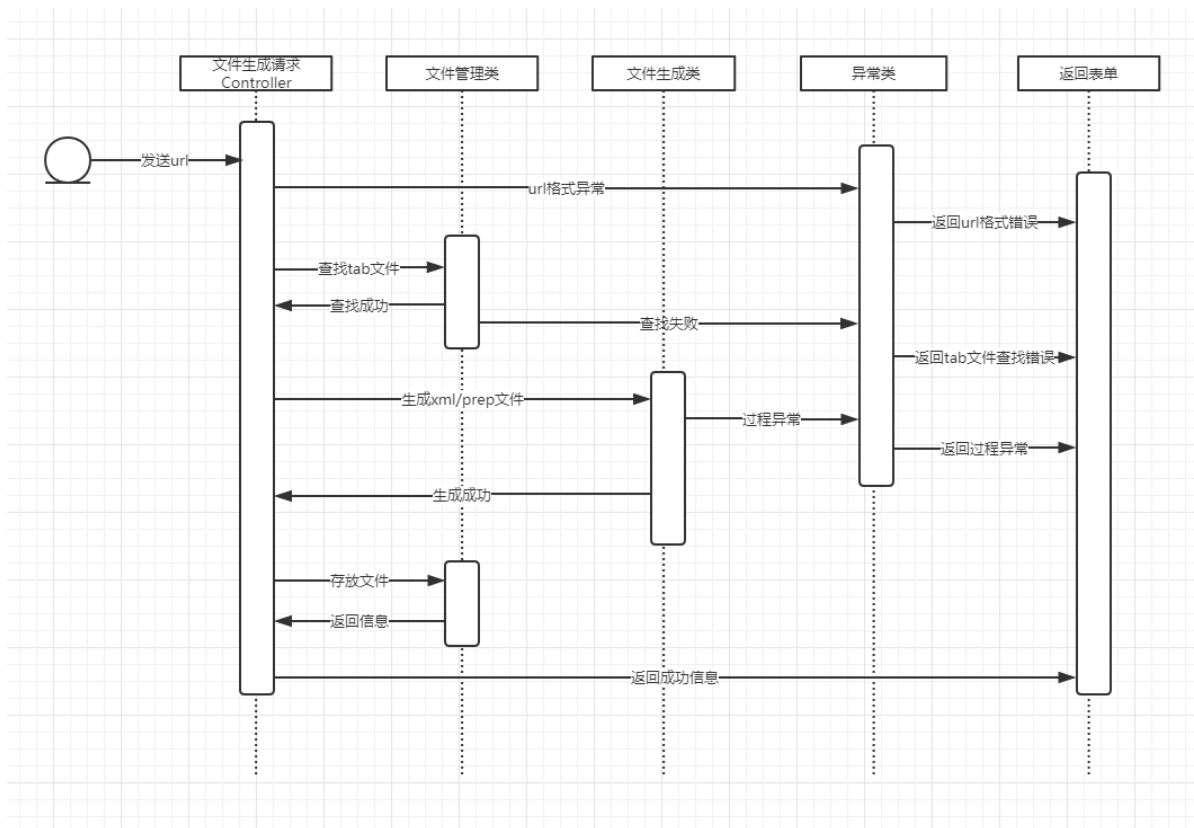 文件生成请求
Controller
文件管理类
文件生成类
异常类
返回表单
发送url
url格式异常
返回url格式错误
查找tab文件
查找成功
查找失败
返回tab文件查找错误
生成xml/prep文件
过程异常
返回过程异常
生成成功
存放文件
返回信息
返回成功信息